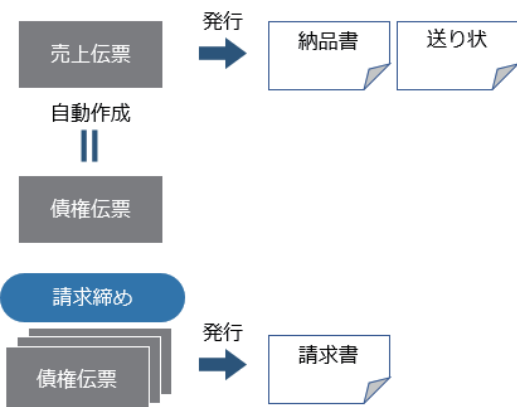 売上伝票
発行
納品書
送り状
自動作成
債権伝票
請求締め
債権伝票
発行
請求書